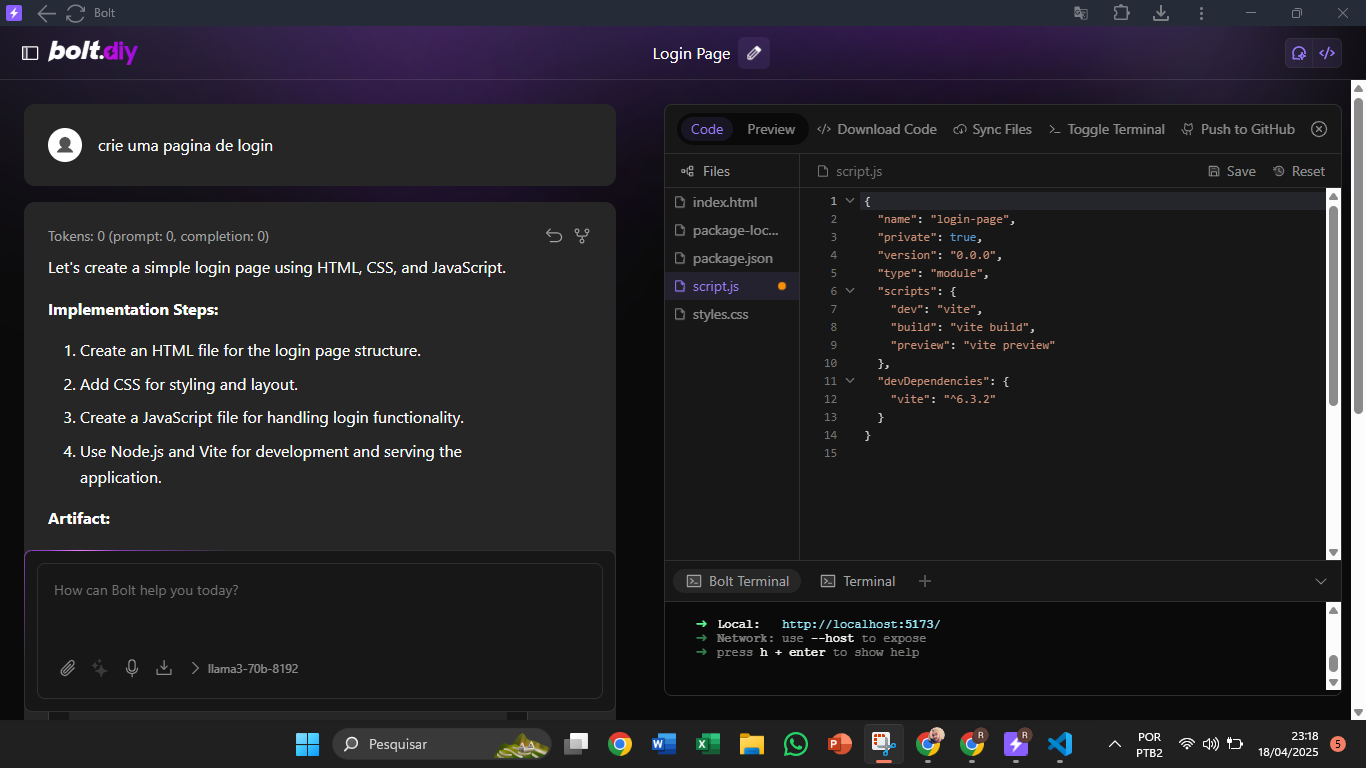 Bolt
bolt.diy
Login Page
crie uma pagina de login
Tokens: 0 (prompt: 0, completion: 0)
Let's create a simple login page using HTML, CSS, and JavaScript.
Implementation Steps:
1. Create an HTML file for the login page structure.
2. Add CSS for styling and layout.
3. Create a JavaScript file for handling login functionality.
4. Use Node.js and Vite for development and serving the
application.
Artifact:
How can Bolt help you today?
llama3-70b-8192
Code Preview </> Download Code Sync Files Toggle Terminal Push to GitHub
Files
index.html
package-loc...
package.json
script.js
styles.css
script.js Save Reset
1 {
2 "name": "login-page",
3 "private": true,
4 "version": "0.0.0",
5 "type": "module",
6 "scripts": {
7 "dev": "vite",
8 "build": "vite build",
9 "preview": "vite preview"
10 },
11 "devDependencies": {
12 "vite": "^6.3.2"
13 }
14 }
15
Bolt Terminal Terminal
➜ Local: http://localhost:5173/
➜ Network: use --host to expose
➜ press h + enter to show help
Pesquisar
R
R
POR
PTB2
23:18
18/04/2025
5